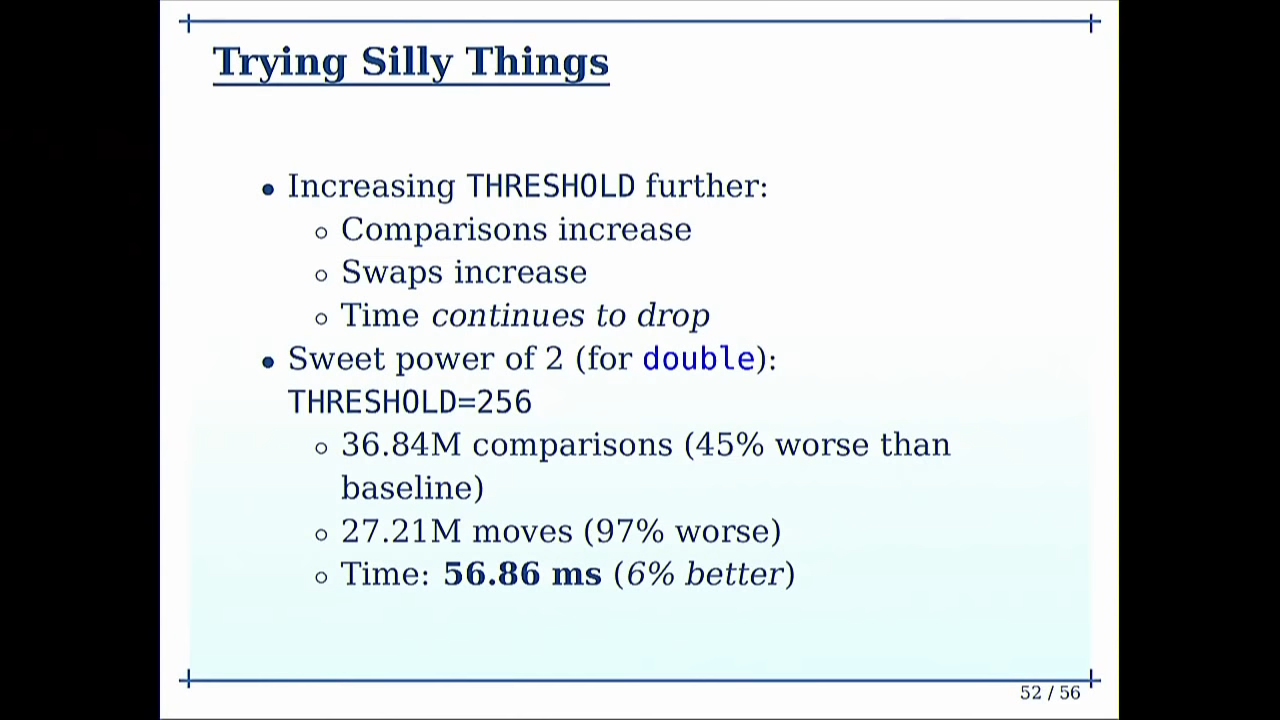 Trying Silly Things
• Increasing THRESHOLD further:
○ Comparisons increase
○ Swaps increase
○ Time continues to drop
• Sweet power of 2 (for double):
THRESHOLD=256
○ 36.84M comparisons (45% worse than
baseline)
○ 27.21M moves (97% worse)
○ Time: 56.86 ms (6% better)
52 / 56